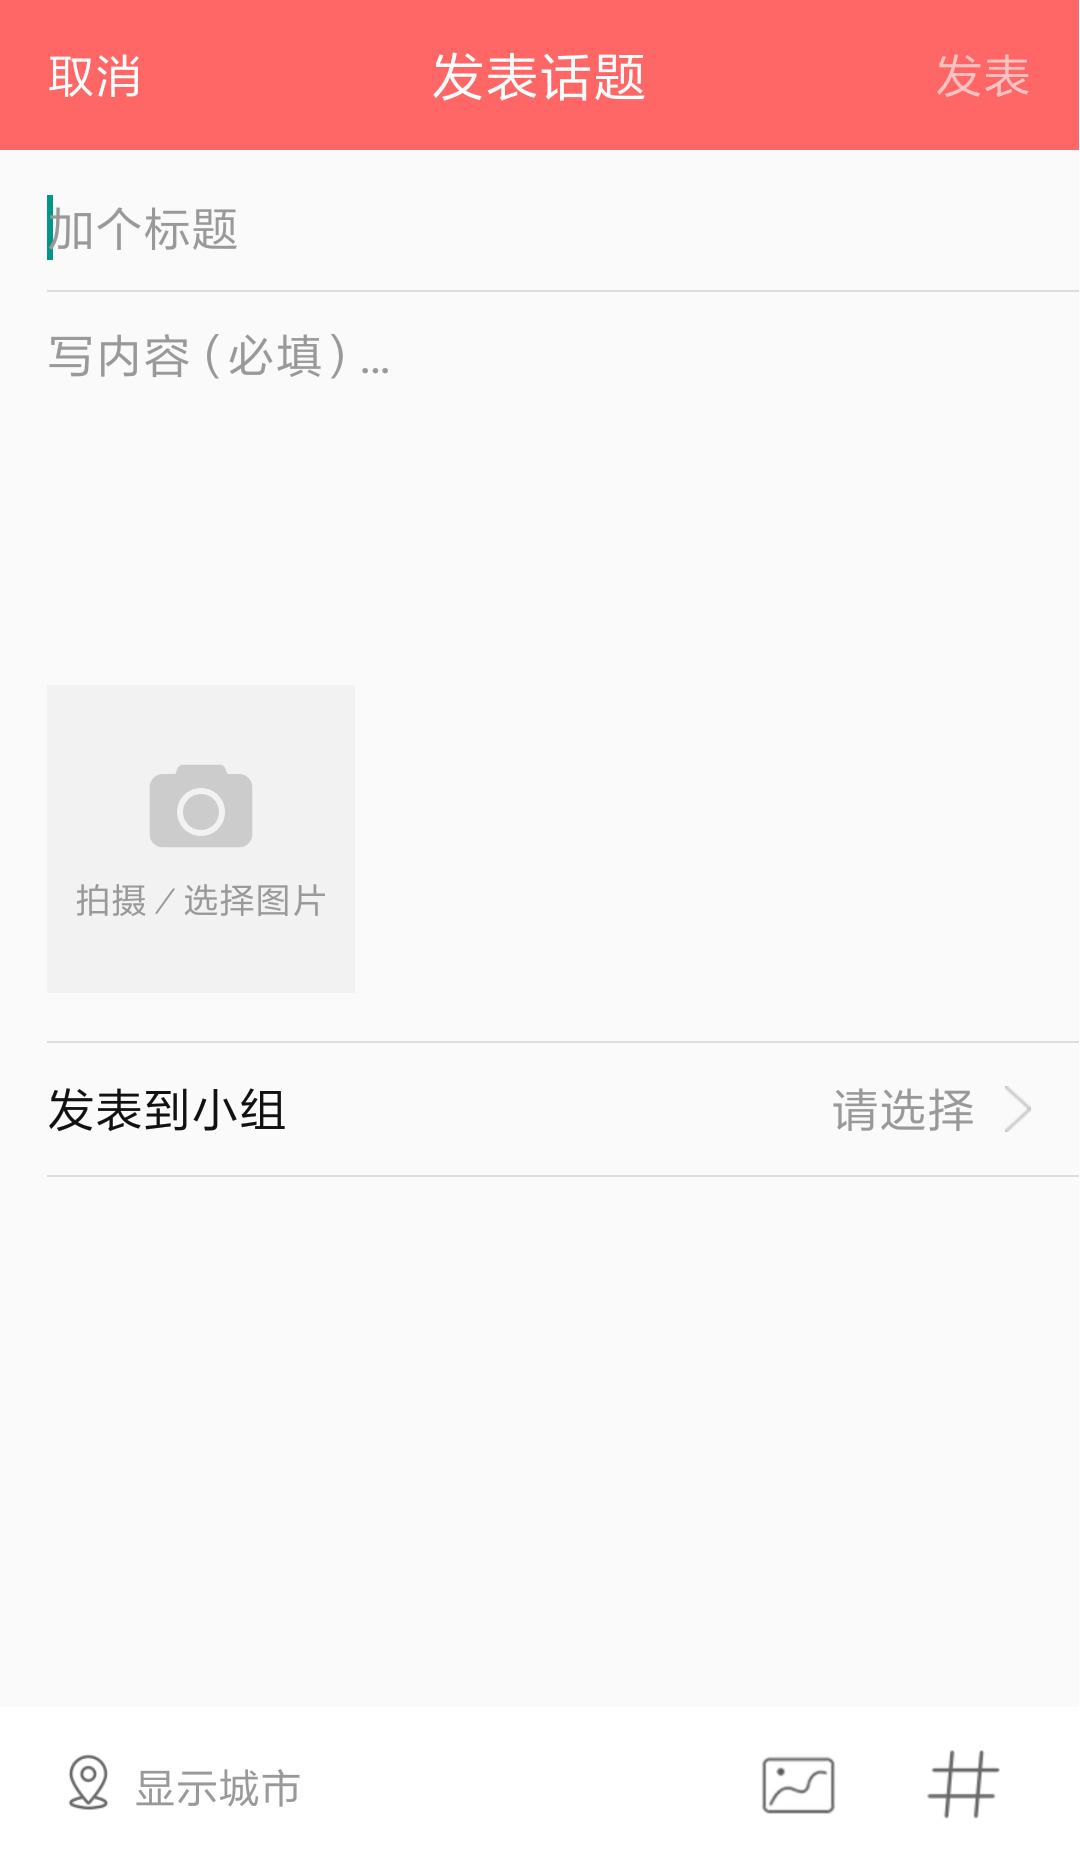 取消 发表话题 发表
加个标题
写内容（必填）...
拍摄／选择图片
发表到小组 请选择
显示城市